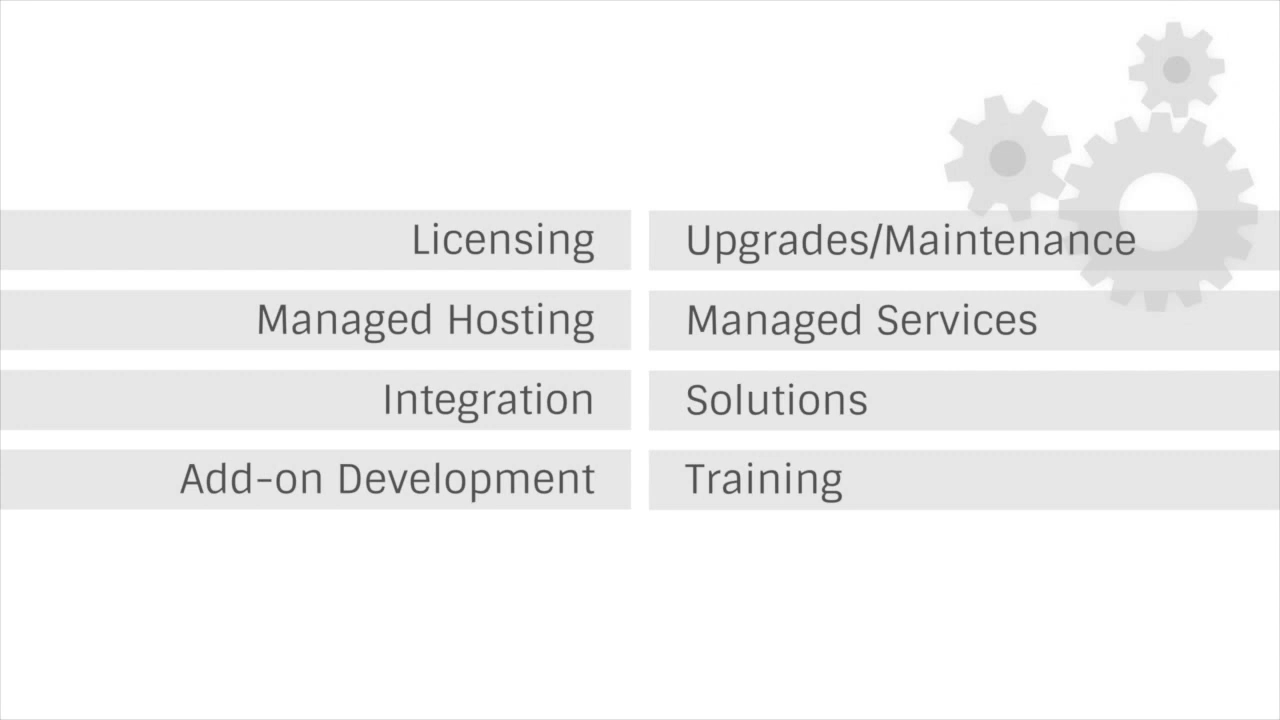 Licensing
Upgrades/Maintenance
Managed Hosting
Managed Services
Integration
Solutions
Add-on Development
Training